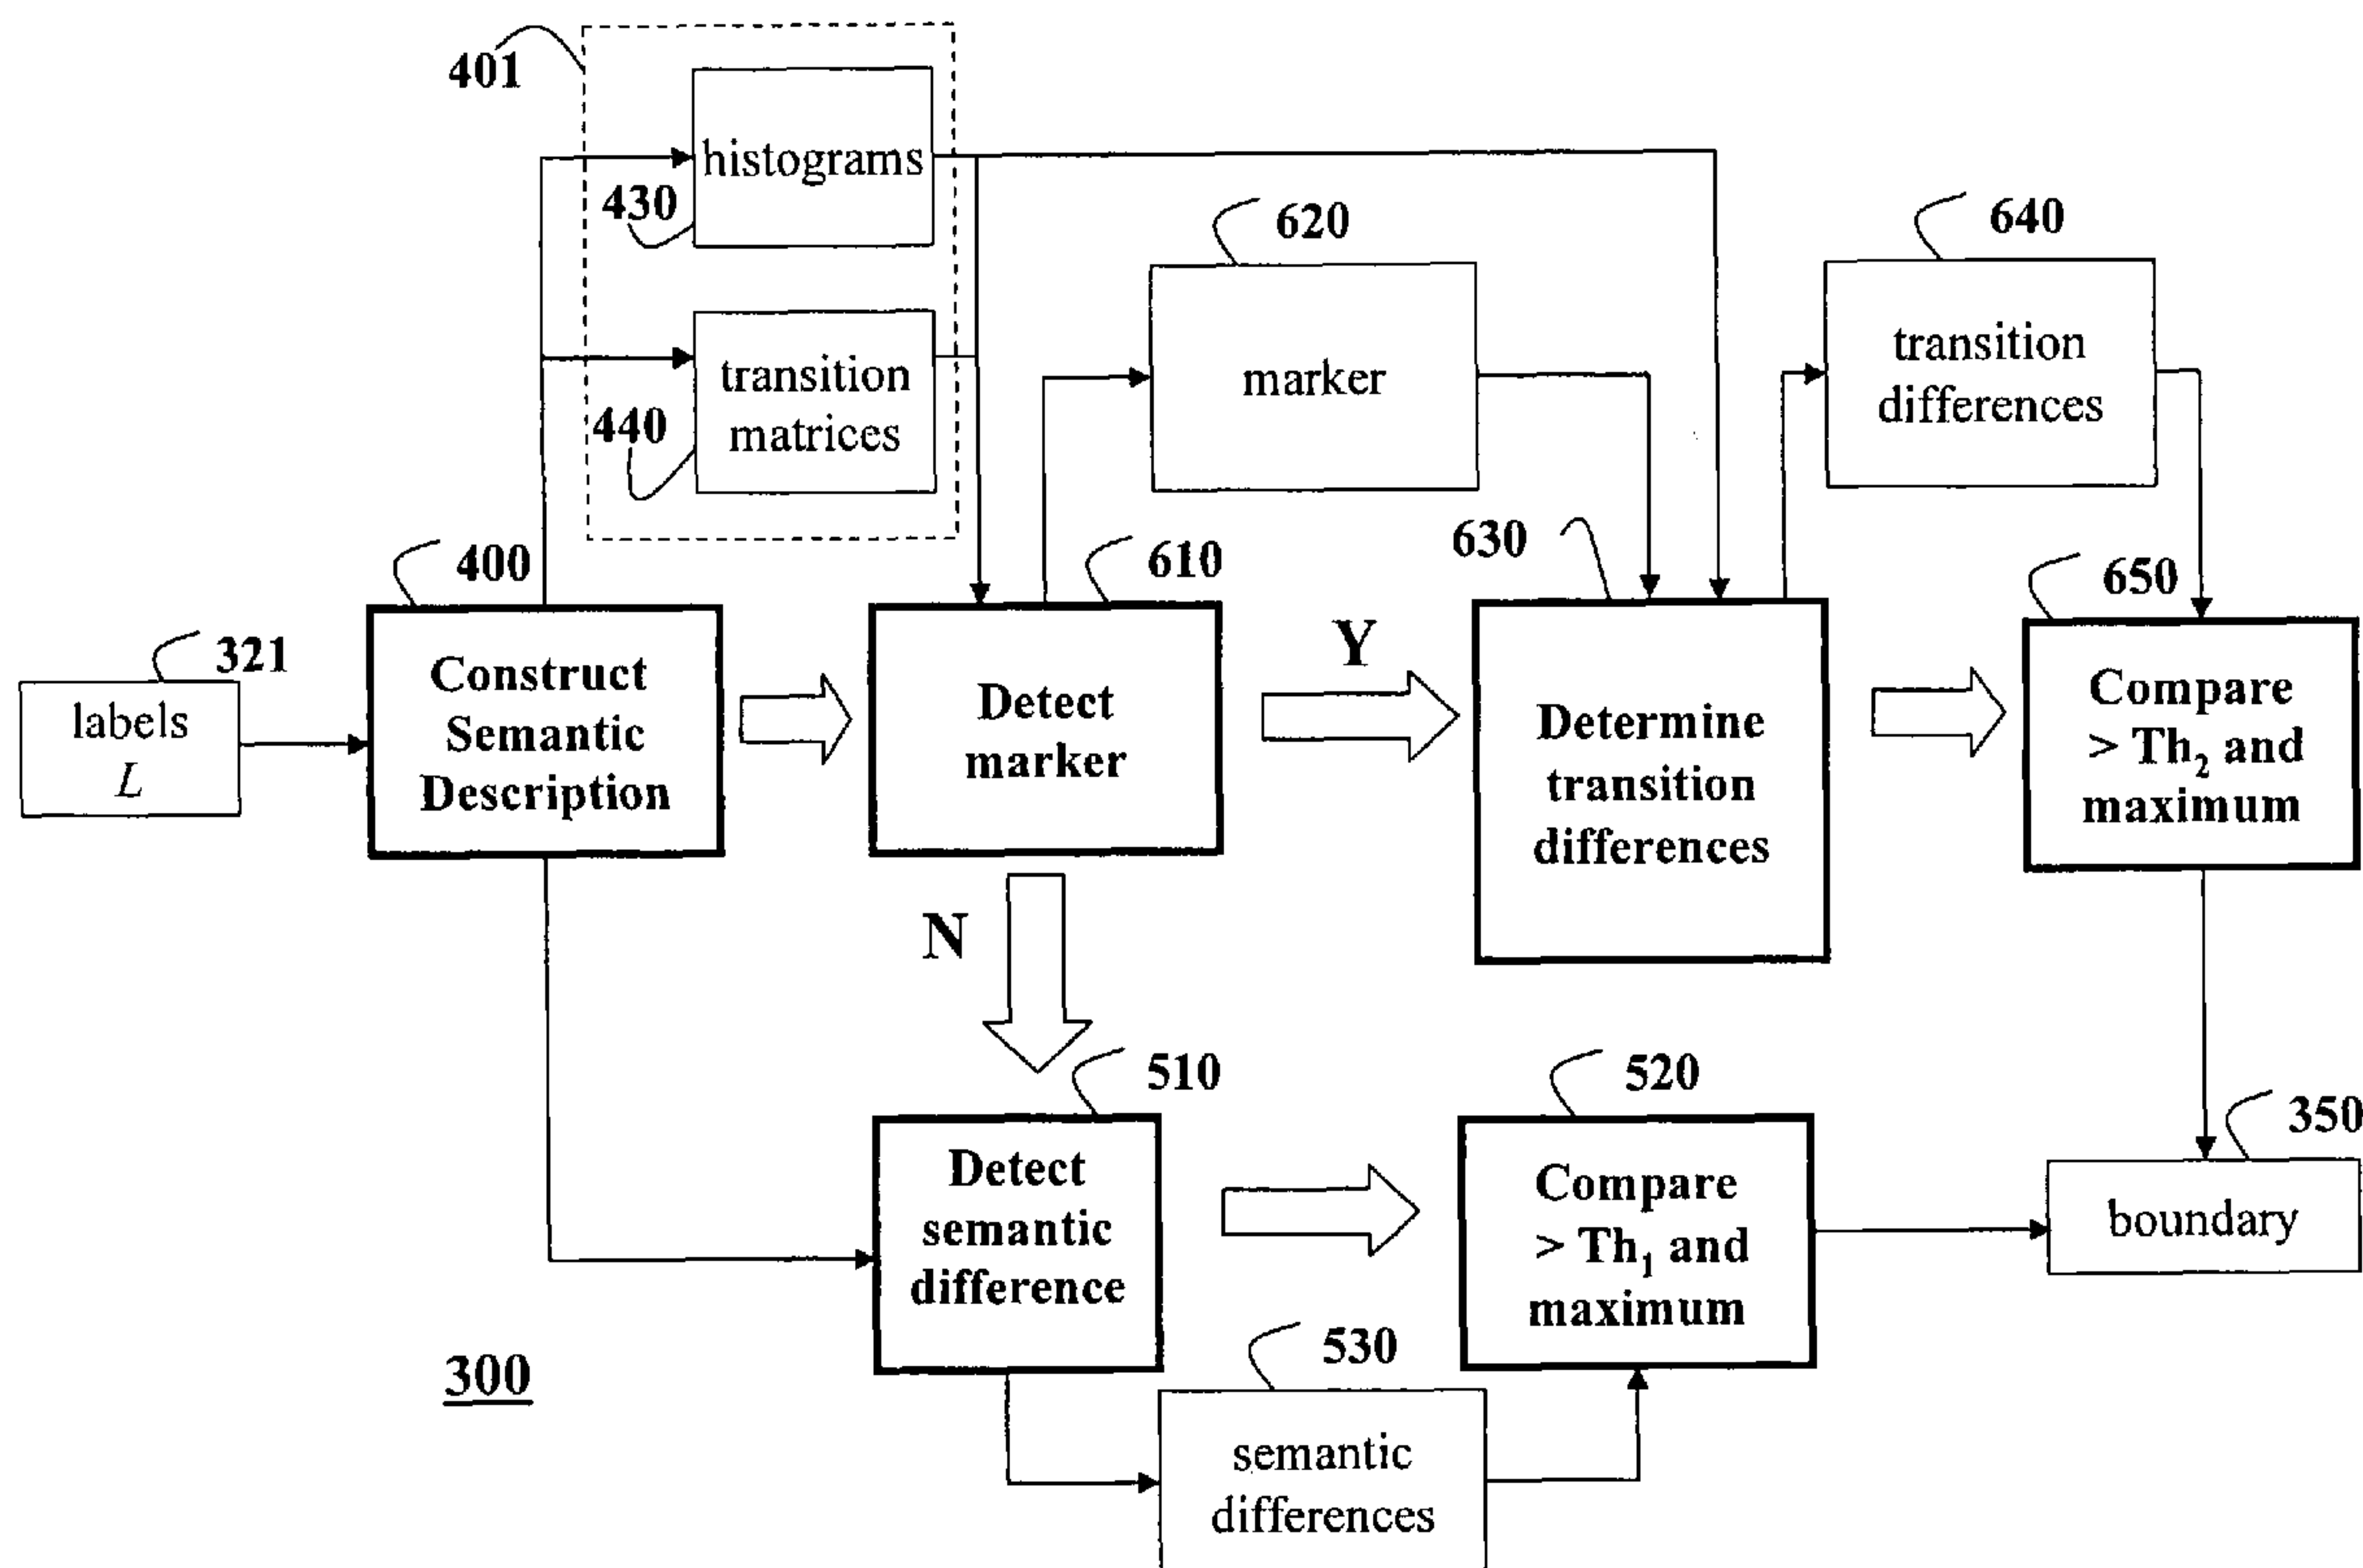 401
histograms
430
620
640
transition
matrices
440
marker
transition
differences
400
610
630
650
321
labels
L
Construct
Semantic
Description
Detect
marker
Y
Determine
transition
differences
Compare
> Th2 and
maximum
N
510
520
350
Detect
semantic
difference
Compare
> Th1 and
maximum
boundary
300
530
semantic
differences